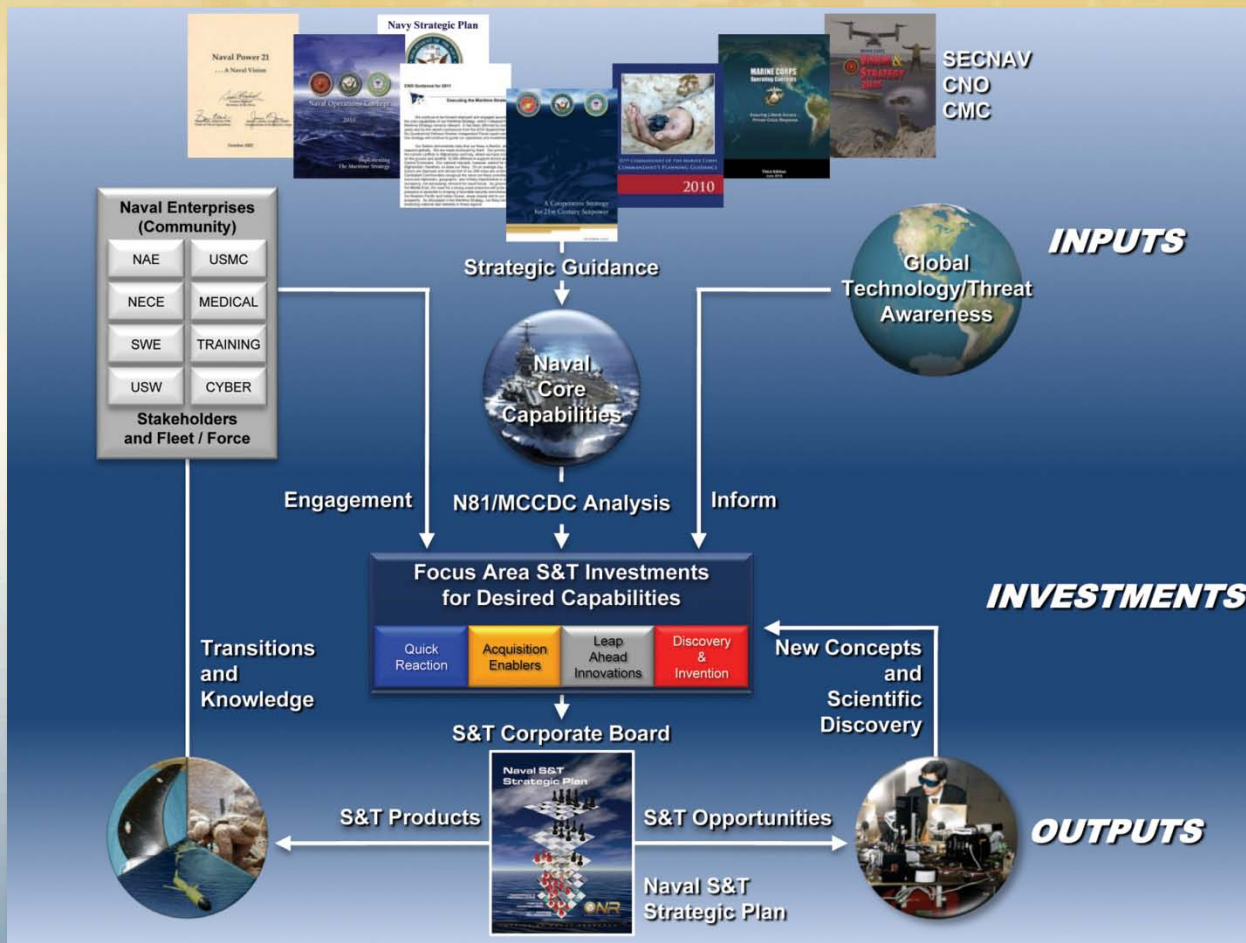 Navy Strategic Plan
Naval Power 21
. . . A Naval Vision
October 2002
Naval Operations Concept
2010
Implementing
The Maritime Strategy
CNO Guidance for 2011
Executing the Maritime Strategy
A Cooperative Strategy
for 21st Century Seapower
35TH COMMANDANT OF THE MARINE CORPS
COMMANDANT'S PLANNING GUIDANCE
2010
MARINE CORPS
Operating Concepts
Assuring Littoral Access
Third Edition
June 2010
VISION &
STRATEGY
2025
SECNAV
CNO
CMC
Naval Enterprises
(Community)
NAE
USMC
NECE
MEDICAL
SWE
TRAINING
USW
CYBER
Stakeholders
and Fleet / Force
Strategic Guidance
Naval
Core
Capabilities
Global
Technology/Threat
Awareness
INPUTS
Engagement
N81/MCCDC Analysis
Inform
Focus Area S&T Investments
for Desired Capabilities
Quick
Reaction
Acquisition
Enablers
Leap
Ahead
Innovations
Discovery
&
Invention
INVESTMENTS
Transitions
and
Knowledge
New Concepts
and
Scientific
Discovery
S&T Corporate Board
Naval S&T
Strategic Plan
ONR
S&T Products
S&T Opportunities
OUTPUTS
Naval S&T
Strategic Plan